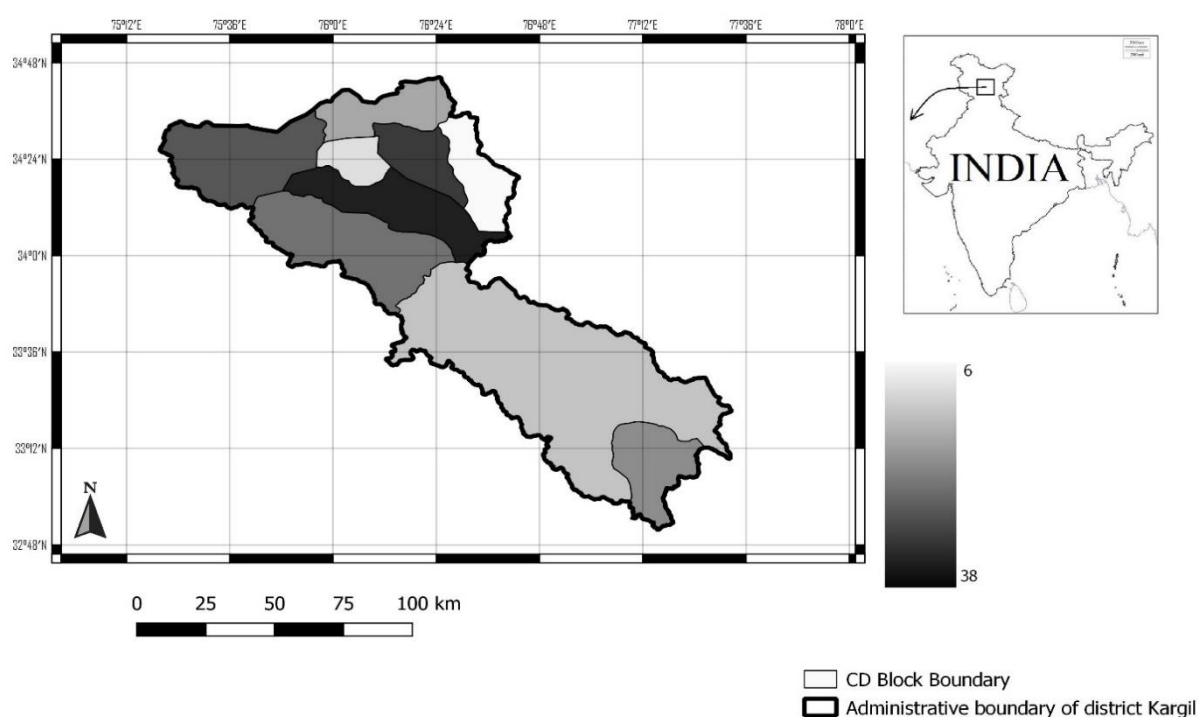 75°12'E 75°36'E 76°0'E 76°24'E 76°48'E 77°12'E 77°36'E 78°0'E
34°48'N
34°24'N
34°0'N
33°36'N
33°12'N
32°48'N
N
0 25 50 75 100 km
INDIA
6
38
CD Block Boundary
Administrative boundary of district Kargil